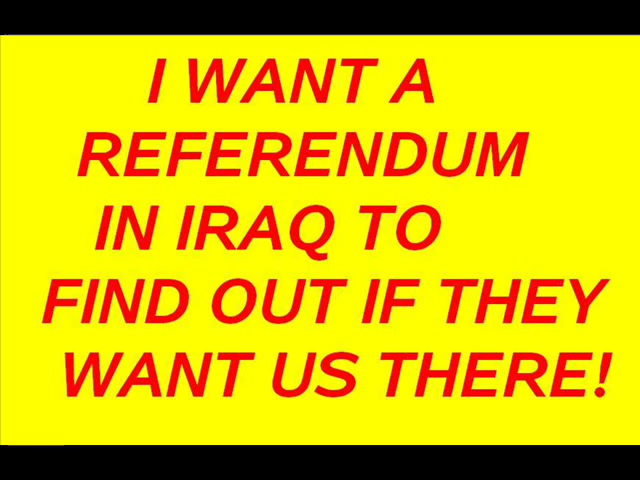 I WANT A
REFERENDUM
IN IRAQ TO
FIND OUT IF THEY
WANT US THERE!